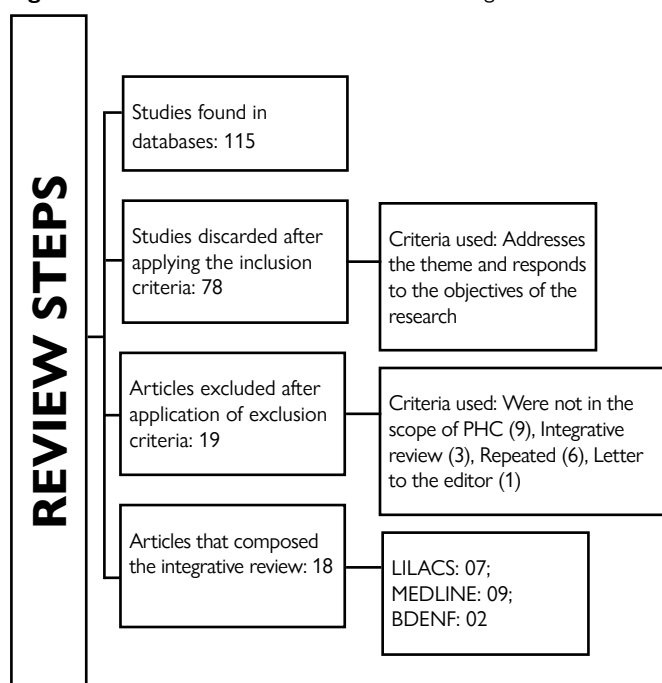 REVIEW STEPS
Studies found in
databases: 115
Studies discarded after
applying the inclusion
criteria: 78
Criteria used: Addresses
the theme and responds
to the objectives of the
research
Articles excluded after
application of exclusion
criteria: 19
Criteria used: Were not in the
scope of PHC (9), Integrative
review (3), Repeated (6), Letter
to the editor (1)
Articles that composed
the integrative review: 18
LILACS: 07;
MEDLINE: 09;
BDENF: 02